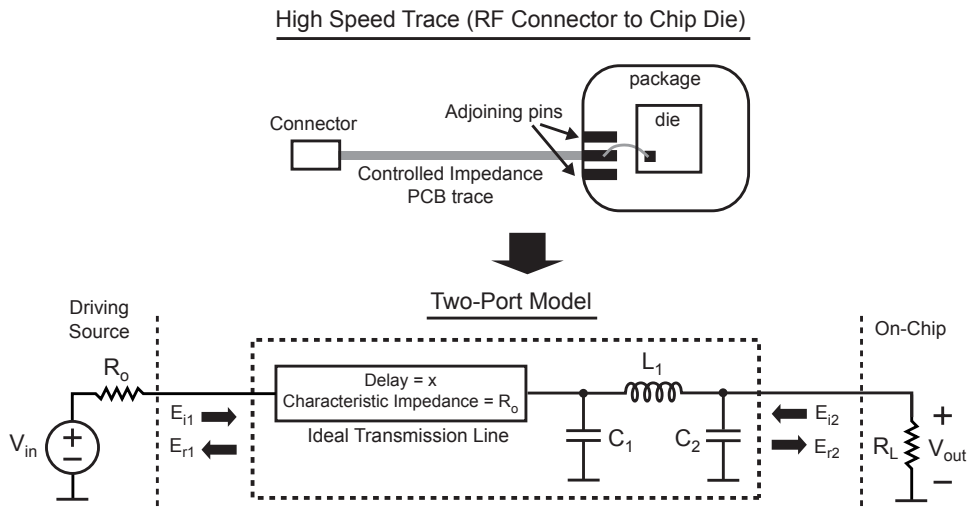 High Speed Trace (RF Connector to Chip Die)
package
die
Adjoining pins
Connector
Controlled Impedance
PCB trace
Two-Port Model
Driving
Source
On-Chip
Ro
L1
Delay = x
Characteristic Impedance = Ro
Ideal Transmission Line
Ei1
Er1
Vin
C1
C2
Ei2
Er2
RL
Vout